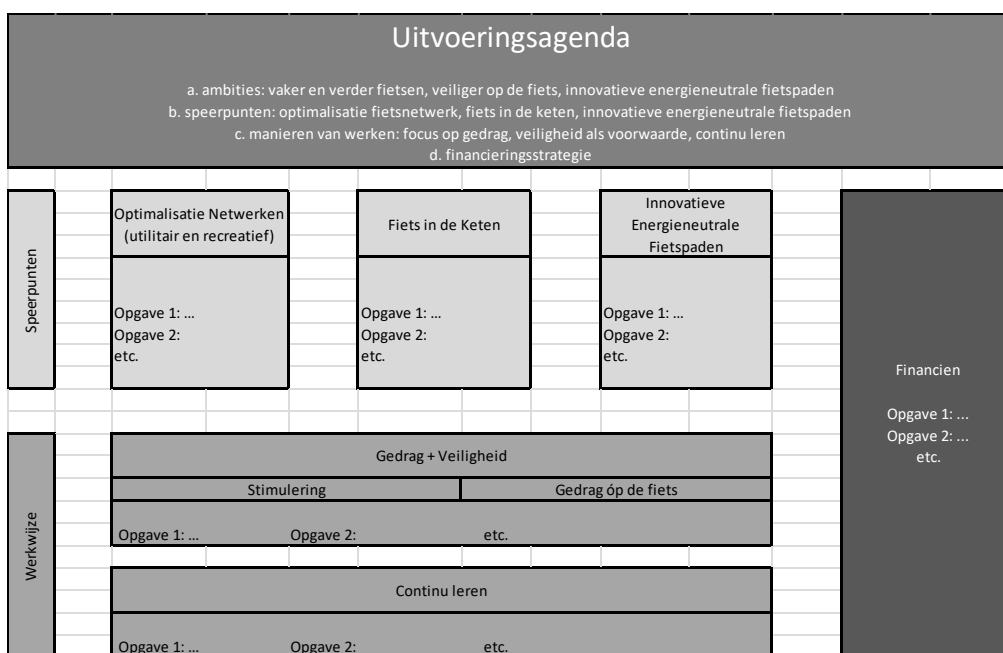 Uitvoeringsagenda
a. ambities: vaker en verder fietsen, veiliger op de fiets, innovatieve energieneutrale fietspaden
b. speerpunten: optimalisatie fietsnetwerk, fiets in de keten, innovatieve energieneutrale fietspaden
c. manieren van werken: focus op gedrag, veiligheid als voorwaarde, continu leren
d. financieringsstrategie
Speerpunten
Optimalisatie Netwerken
(utilitair en recreatief)
Opgave 1: ...
Opgave 2:
etc.
Fiets in de Keten
Opgave 1: ...
Opgave 2:
etc.
Innovatieve
Energieneutrale
Fietspaden
Opgave 1: ...
Opgave 2:
etc.
Financien
Opgave 1: ...
Opgave 2: ...
etc.
Werkwijze
Gedrag + Veiligheid
Stimulering
Gedrag óp de fiets
Opgave 1: ... Opgave 2: etc.
Continu leren
Opgave 1: ... Opgave 2: etc.